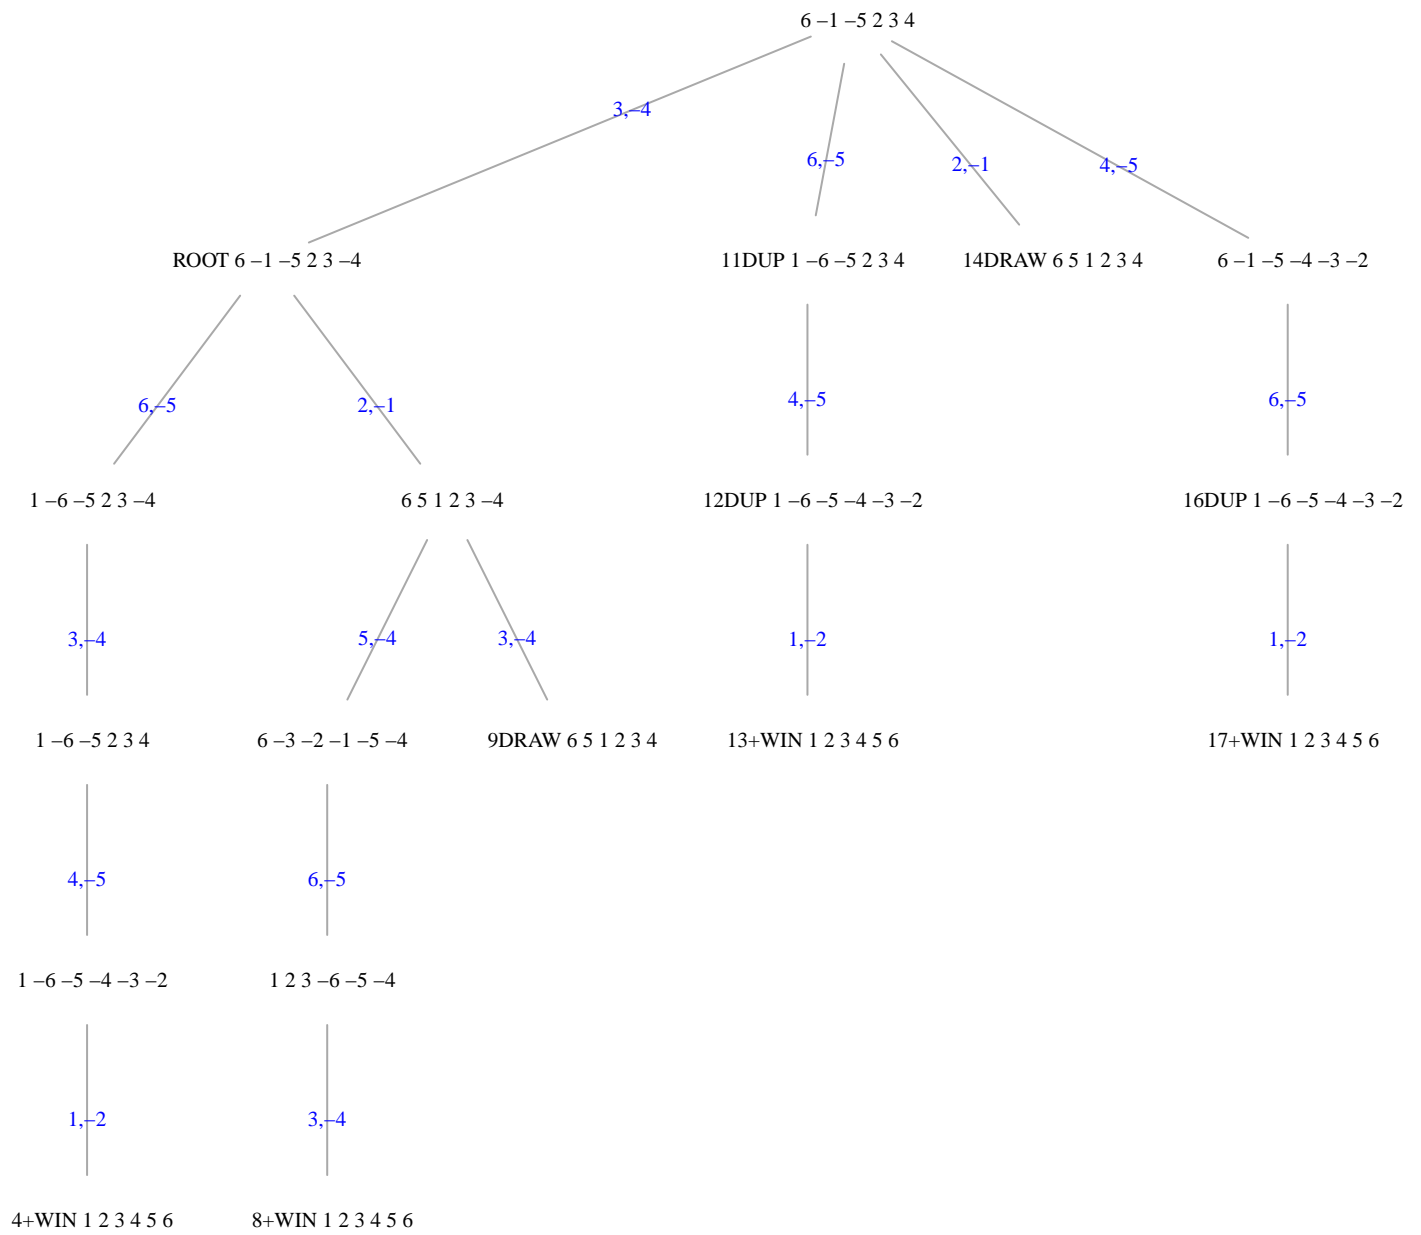 6 –1 –5 2 3 4
3,–4
6,–5
2,–1
4,–5
ROOT 6 –1 –5 2 3 –4
11DUP 1 –6 –5 2 3 4
14DRAW 6 5 1 2 3 4
6 –1 –5 –4 –3 –2
6,–5
2,–1
4,–5
6,–5
1 –6 –5 2 3 –4
6 5 1 2 3 –4
12DUP 1 –6 –5 –4 –3 –2
16DUP 1 –6 –5 –4 –3 –2
3,–4
5,–4
3,–4
1,–2
1,–2
1 –6 –5 2 3 4
6 –3 –2 –1 –5 –4
9DRAW 6 5 1 2 3 4
13+WIN 1 2 3 4 5 6
17+WIN 1 2 3 4 5 6
4,–5
6,–5
1 –6 –5 –4 –3 –2
1 2 3 –6 –5 –4
1,–2
3,–4
4+WIN 1 2 3 4 5 6
8+WIN 1 2 3 4 5 6